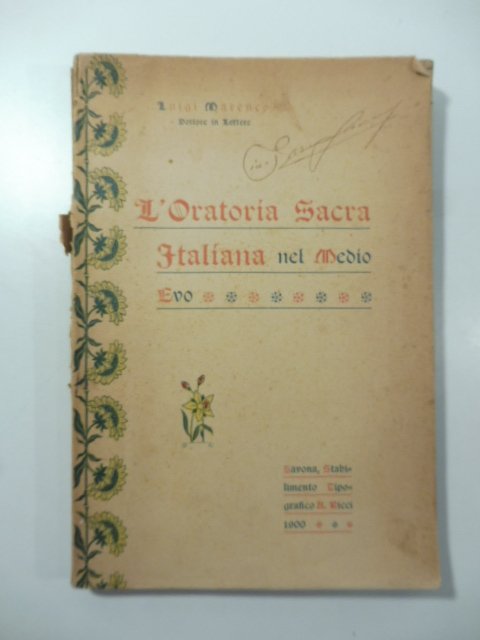 Luigi Marenco
Dottore in Lettere
L'Oratoria Sacra
Italiana nel Medio
Evo
Savona, Stabi-
limento Tipo-
grafico A. Ricci
1900